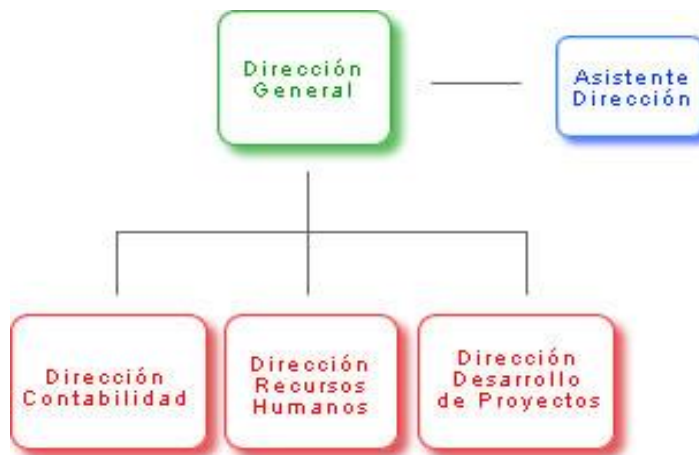 Dirección
General
Asistente
Dirección
Dirección
Contabilidad
Dirección
Recursos
Humanos
Dirección
Desarrollo
de Proyectos